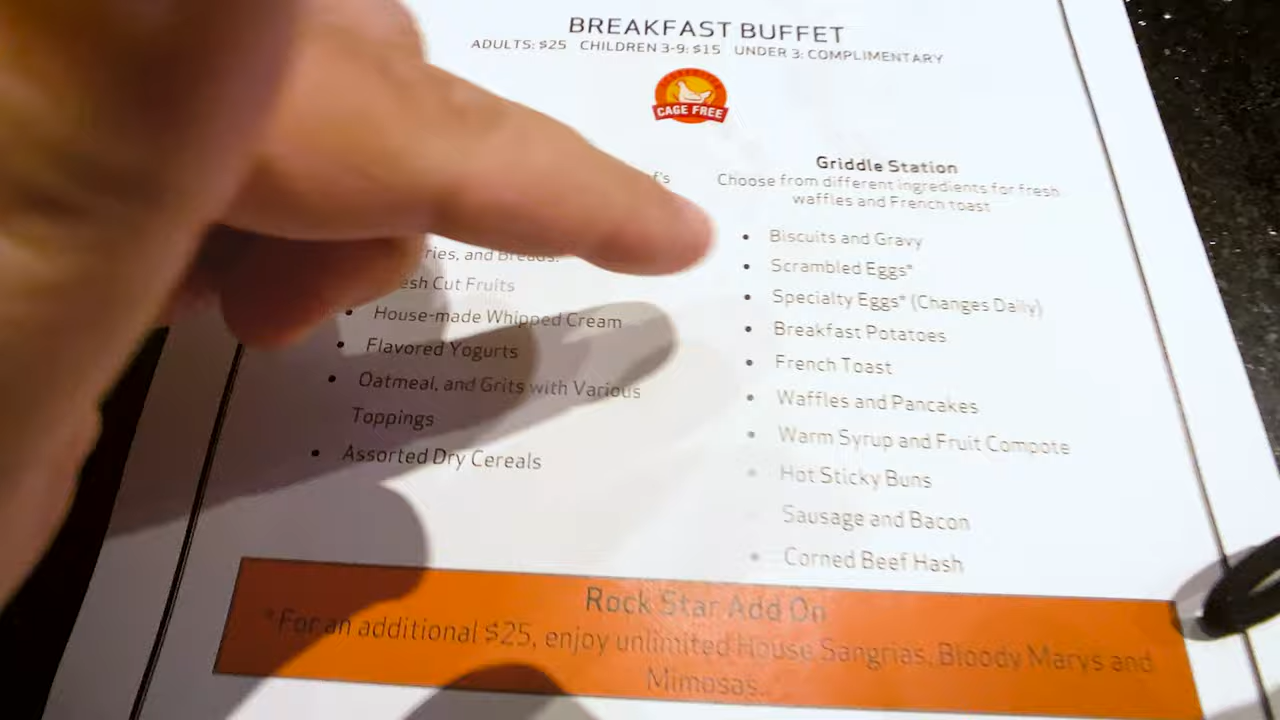 BREAKFAST BUFFET
ADULTS: $25 CHILDREN 3-9: $15 UNDER 3: COMPLIMENTARY
CAGE FREE
Griddle Station
Choose from different ingredients for fresh
waffles and French toast
• Biscuits and Gravy
• Scrambled Eggs*
• Specialty Eggs* (Changes Daily)
• Breakfast Potatoes
• French Toast
• Waffles and Pancakes
• Warm Syrup and Fruit Compote
• Hot Sticky Buns
Sausage and Bacon
• Corned Beef Hash
and Breads.
Cut Fruits
• House-made Whipped Cream
• Flavored Yogurts
• Oatmeal, and Grits with Various
Toppings
• Assorted Dry Cereals
Rock Star Add On
*For an additional $25, enjoy unlimited House Sangrias, Bloody Marys and
Mimosas.